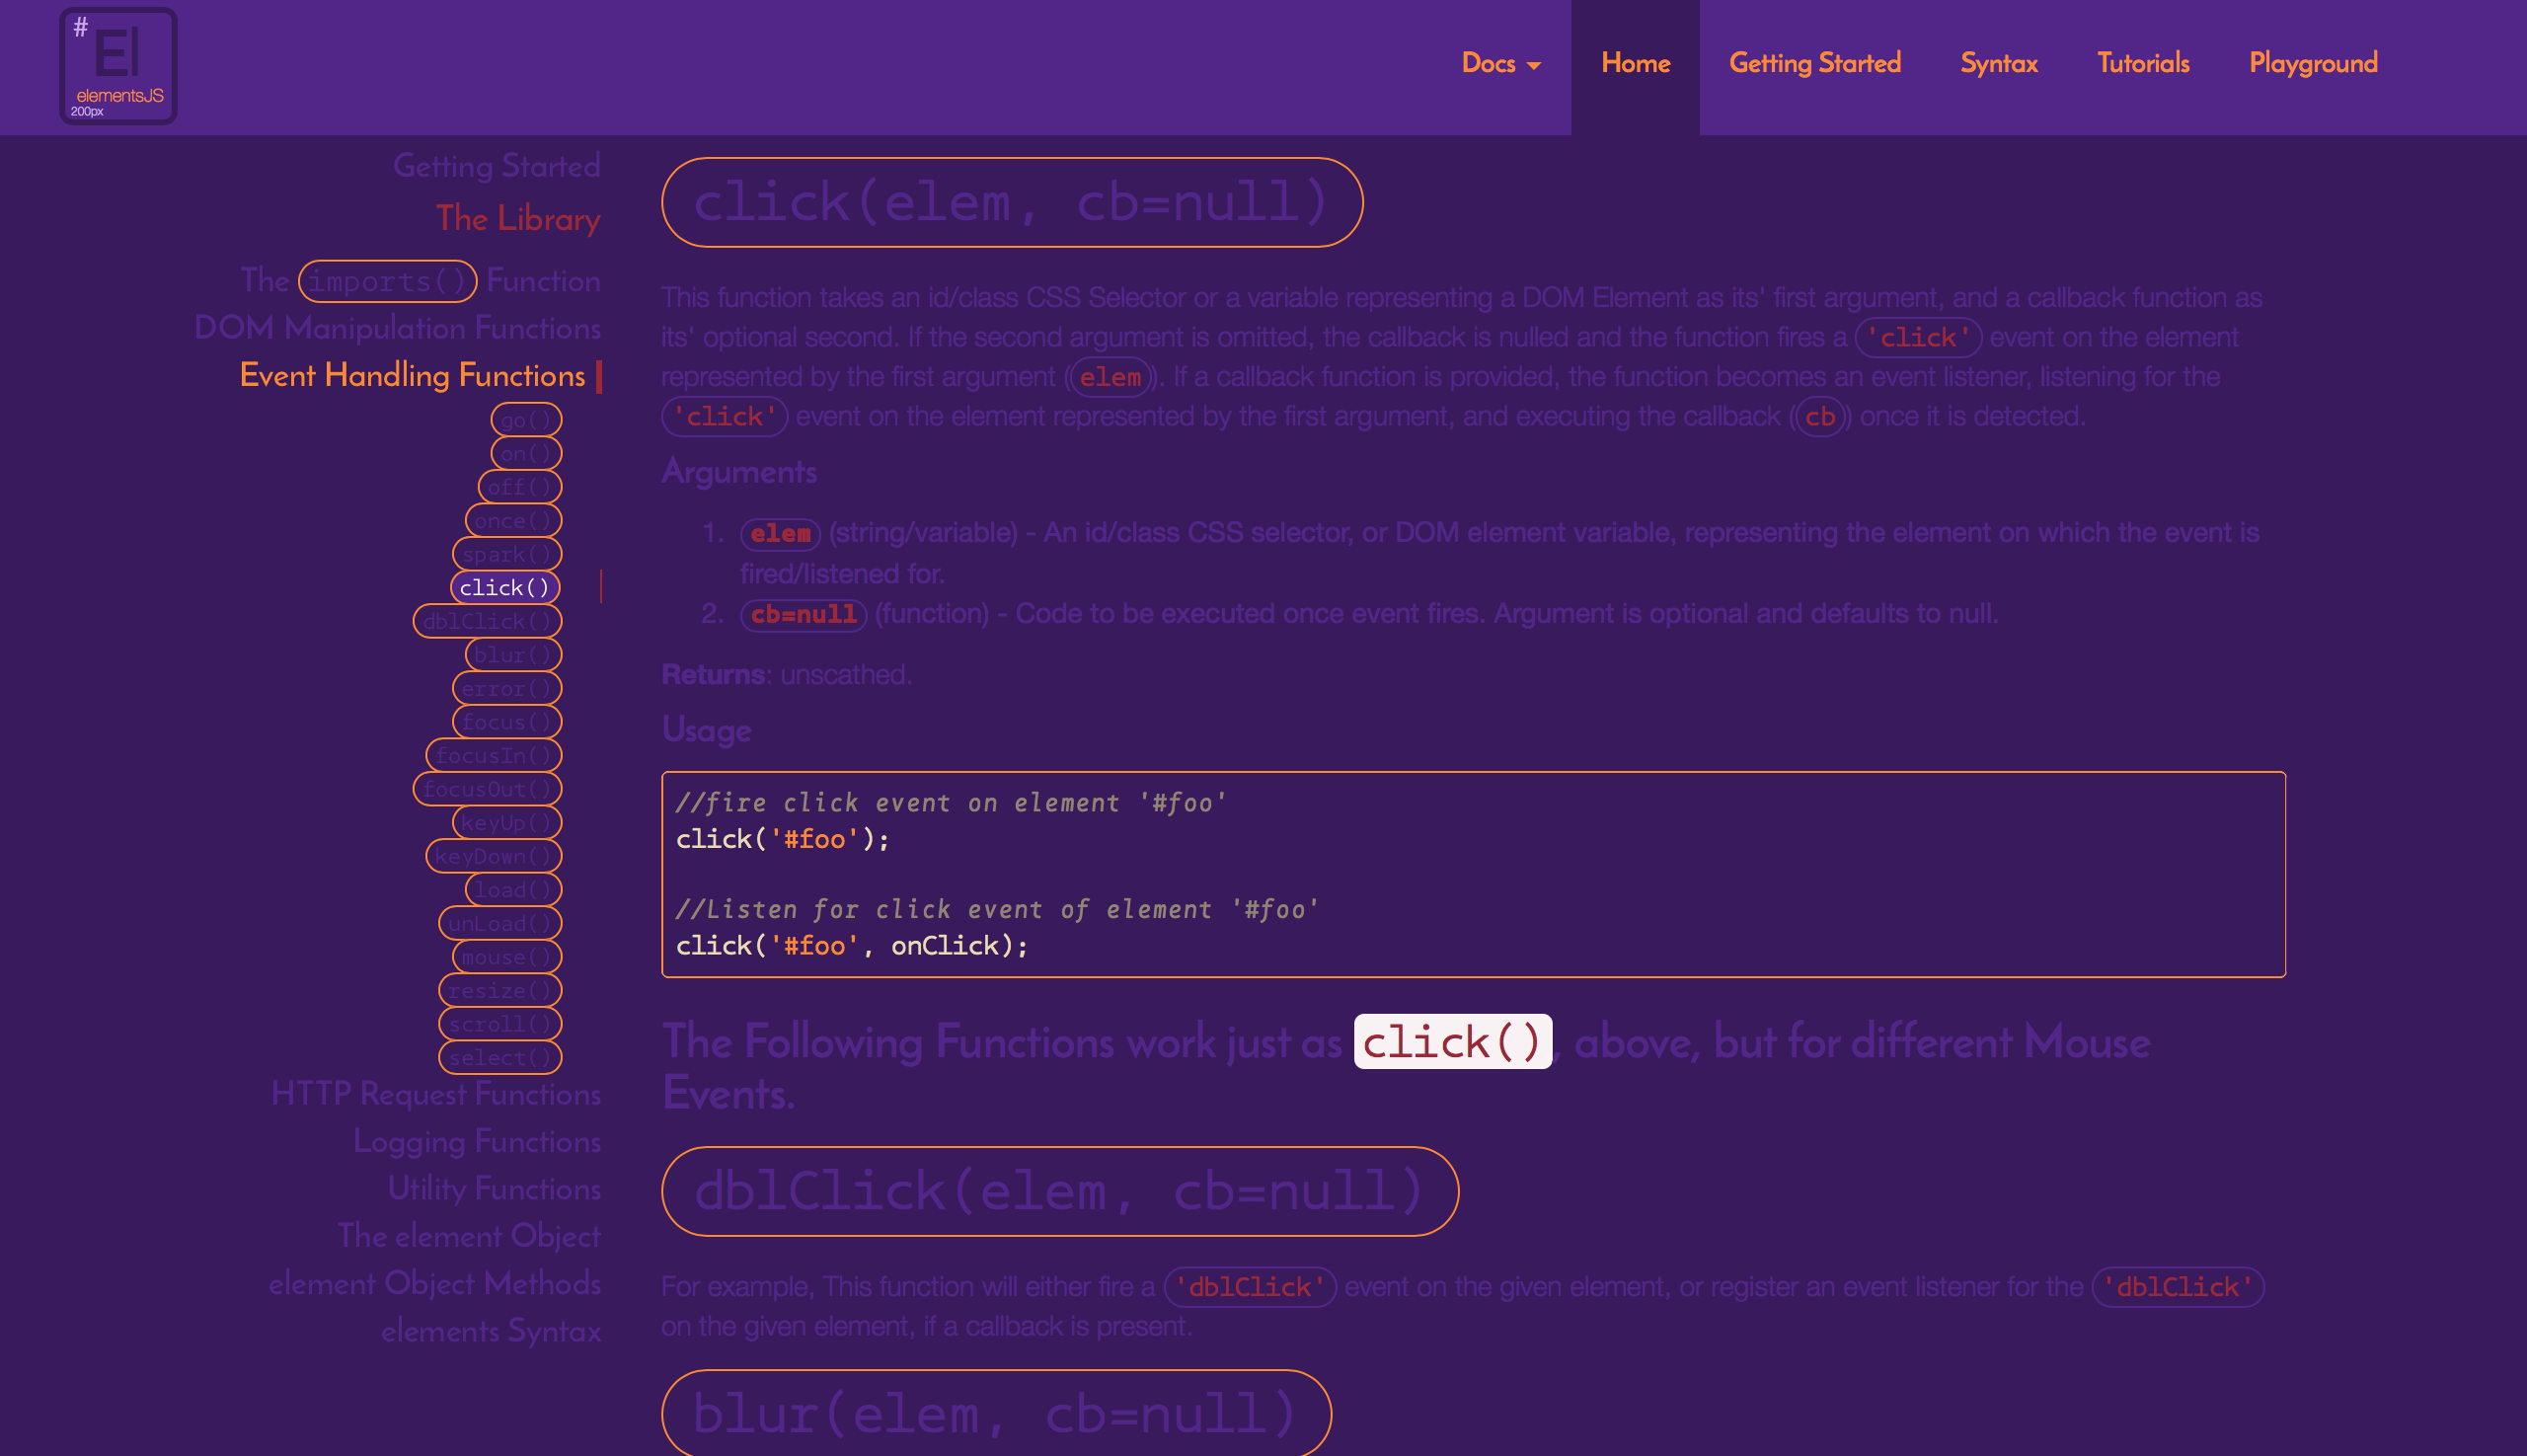 #
El
elementsJS
200px
Docs Home Getting Started Syntax Tutorials Playground
Getting Started
The Library
The imports() Function
DOM Manipulation Functions
Event Handling Functions
go()
on()
off()
once()
spark()
click()
dblClick()
blur()
error()
focus()
focusIn()
focusOut()
keyUp()
keyDown()
load()
unLoad()
mouse()
resize()
scroll()
select()
HTTP Request Functions
Logging Functions
Utility Functions
The element Object
element Object Methods
elements Syntax
click(elem, cb=null)
This function takes an id/class CSS Selector or a variable representing a DOM Element as its' first argument, and a callback function as
its' optional second. If the second argument is omitted, the callback is nulled and the function fires a 'click' event on the element
represented by the first argument (elem). If a callback function is provided, the function becomes an event listener, listening for the
'click' event on the element represented by the first argument, and executing the callback (cb) once it is detected.
Arguments
1. elem (string/variable) - An id/class CSS selector, or DOM element variable, representing the element on which the event is
fired/listened for.
2. cb=null (function) - Code to be executed once event fires. Argument is optional and defaults to null.
Returns: unscathed.
Usage
//fire click event on element '#foo'
click('#foo');
//Listen for click event of element '#foo'
click('#foo', onClick);
The Following Functions work just as click(), above, but for different Mouse
Events.
dblClick(elem, cb=null)
For example, This function will either fire a 'dblClick' event on the given element, or register an event listener for the 'dblClick'
on the given element, if a callback is present.
blur(elem, cb=null)